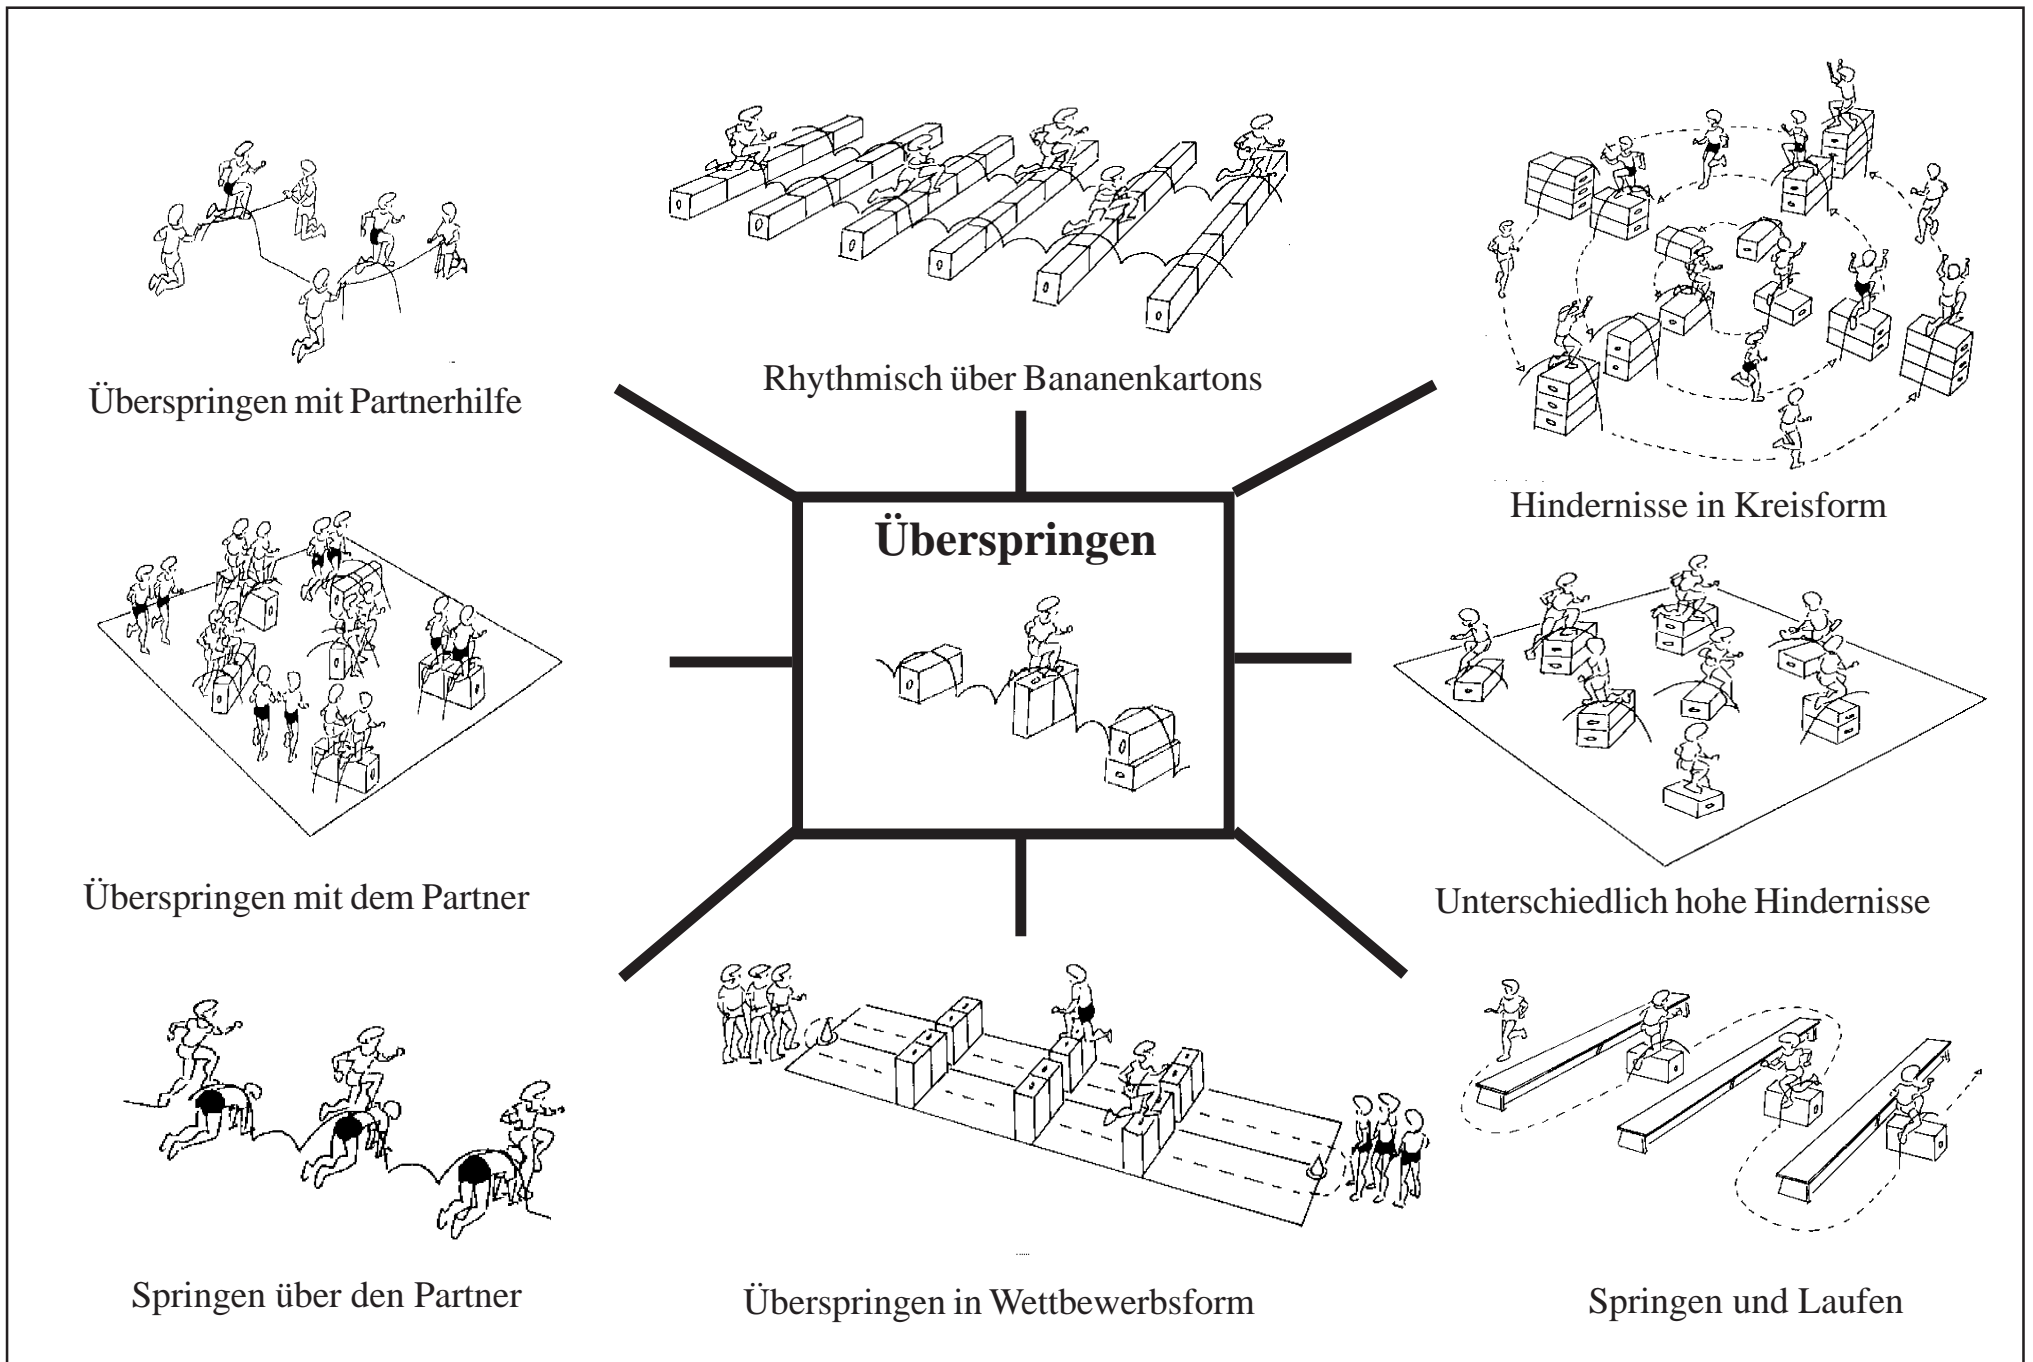 Überspringen mit Partnerhilfe
Rhythmisch über Bananenkartons
Hindernisse in Kreisform
Überspringen
Überspringen mit dem Partner
Unterschiedlich hohe Hindernisse
Springen über den Partner
Überspringen in Wettbewerbsform
Springen und Laufen